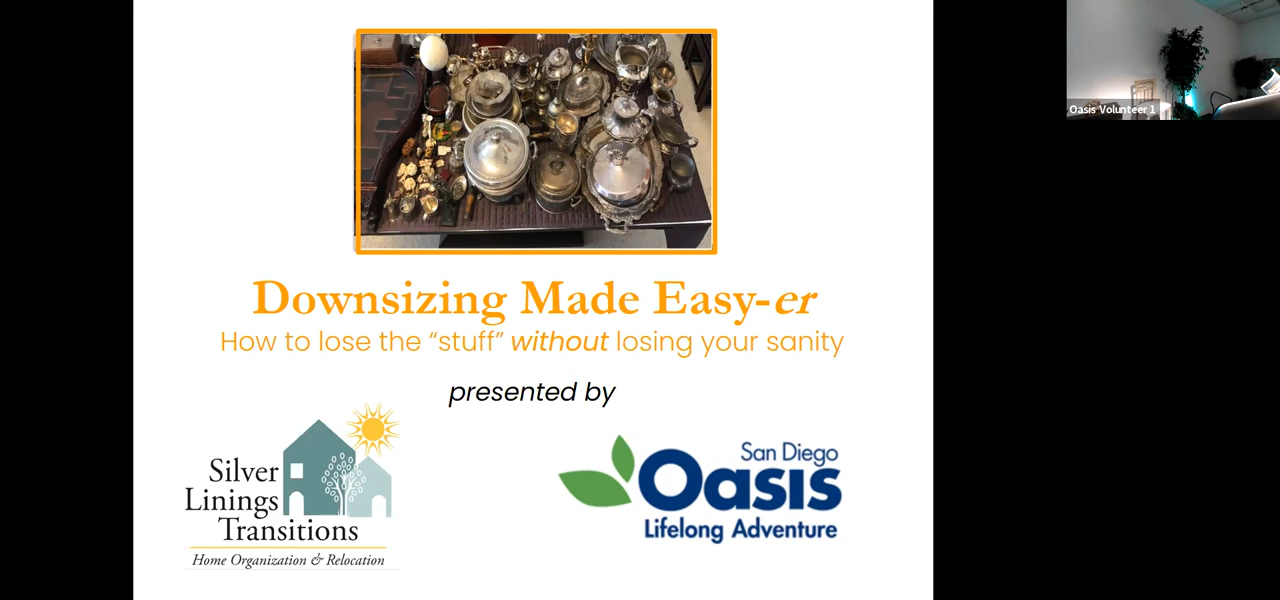 Downsizing Made Easy-er
How to lose the “stuff” without losing your sanity
presented by
Silver
Linings
Transitions
Home Organization & Relocation
San Diego
Oasis
Lifelong Adventure
Oasis Volunteer 1